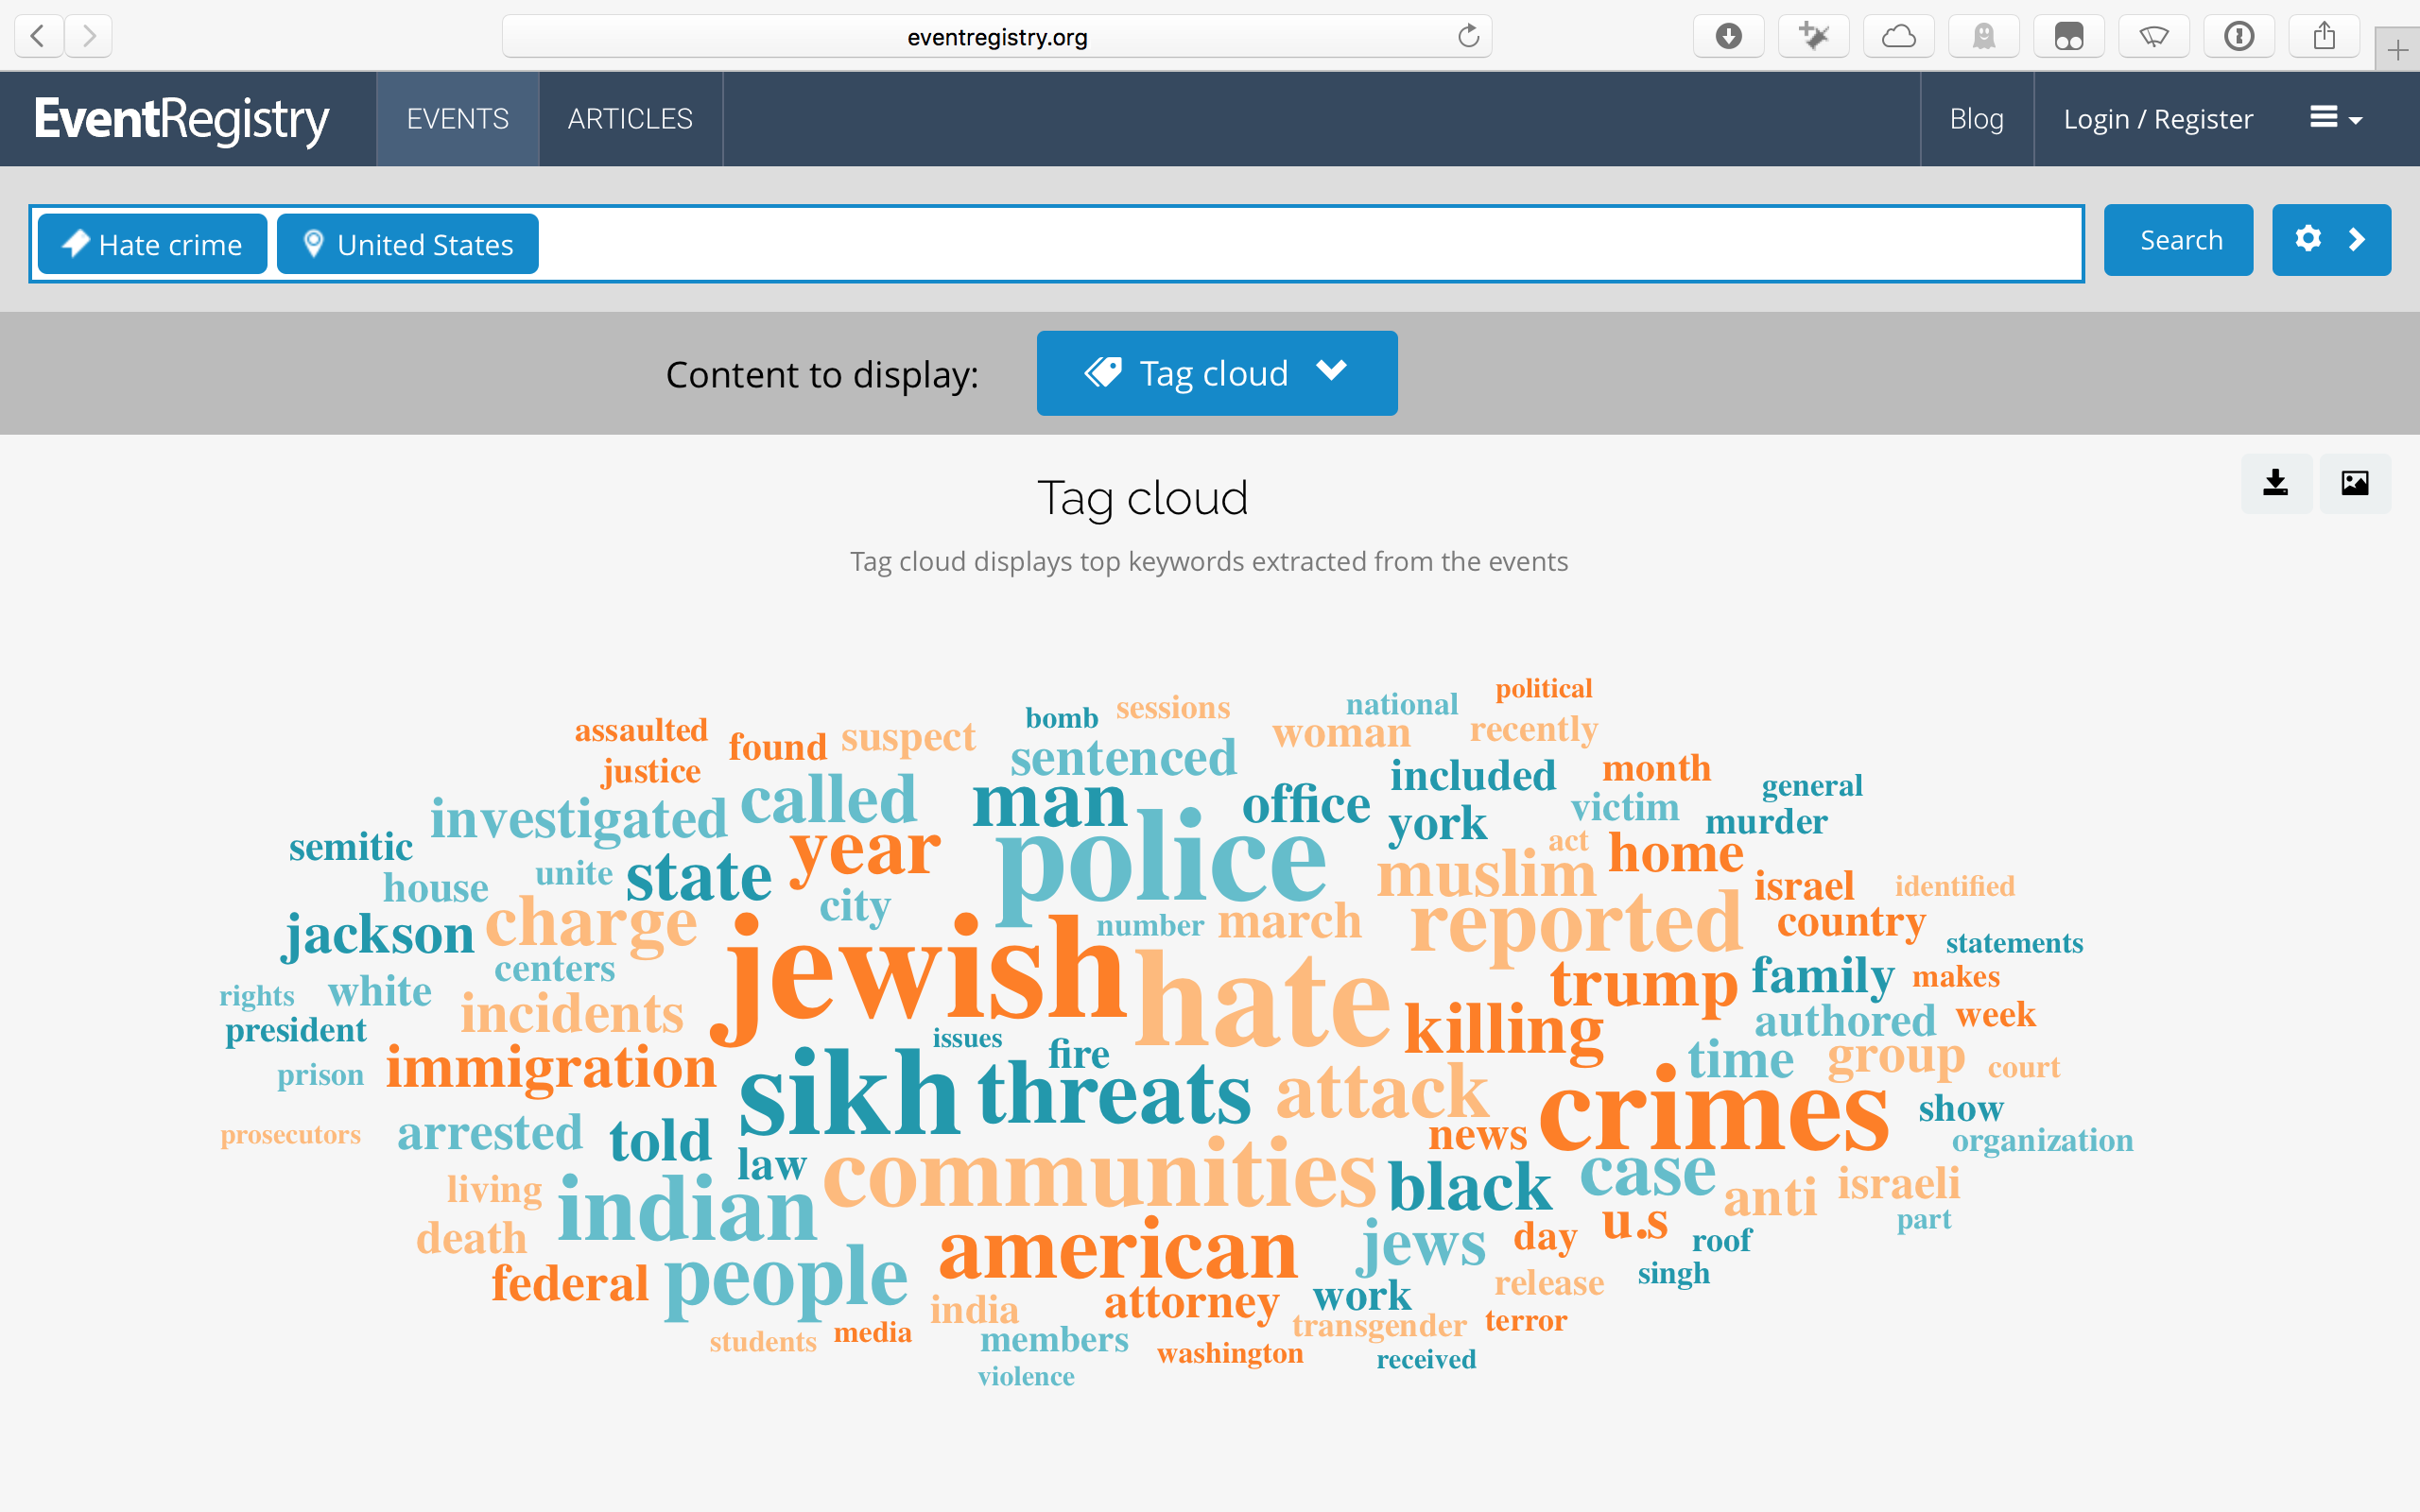 eventregistry.org
EventRegistry EVENTS ARTICLES Blog Login / Register
Hate crime United States Search
Content to display: Tag cloud
Tag cloud
Tag cloud displays top keywords extracted from the events
political
bomb sessions national
assaulted found suspect woman recently
justice sentenced included month general
investigated called man office york victim murder
semitic year police act home
house unite state city muslim israel identified
jackson charge number march reported country statements
centers jewish hate trump family makes
rights white incidents killing authored week
president issues fire time group court
prison immigration sikh threats attack crimes show
prosecutors arrested told news organization
law communities black case anti israeli
living indian u.s part
death american jews day roof
federal people release singh
india attorney work
students media members transgender terror
washington received
violence